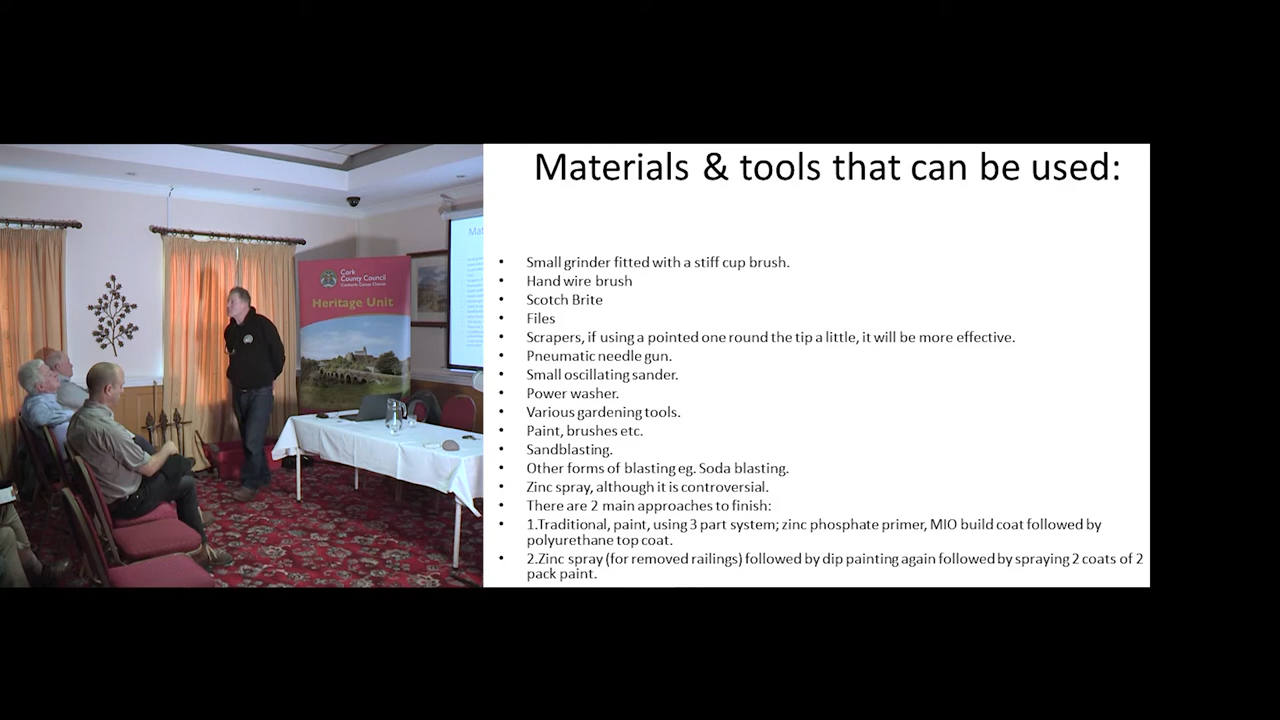 Materials & tools that can be used:
Cork
County Council
Comhairle Contae Chorcaí
Heritage Unit
Mat
• Small grinder fitted with a stiff cup brush.
• Hand wire brush
• Scotch Brite
• Files
• Scrapers, if using a pointed one round the tip a little, it will be more effective.
• Pneumatic needle gun.
• Small oscillating sander.
• Power washer.
• Various gardening tools.
• Paint, brushes etc.
• Sandblasting.
• Other forms of blasting eg. Soda blasting.
• Zinc spray, although it is controversial.
• There are 2 main approaches to finish:
• 1.Traditional, paint, using 3 part system; zinc phosphate primer, MIO build coat followed by
polyurethane top coat.
• 2.Zinc spray (for removed railings) followed by dip painting again followed by spraying 2 coats of 2
pack paint.